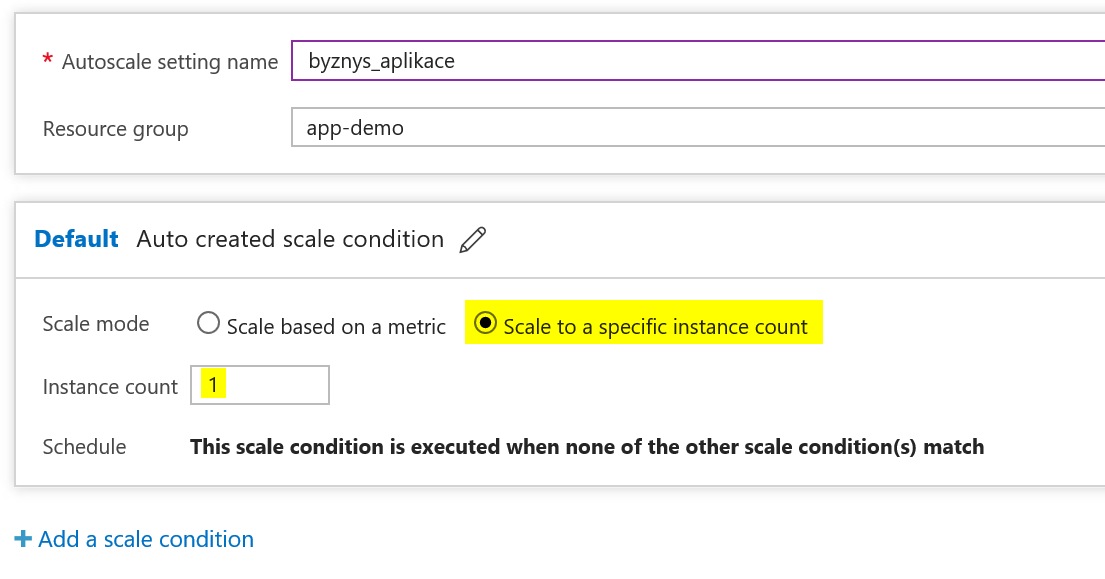 * Autoscale setting name byznys_aplikace
Resource group app-demo
Default Auto created scale condition
Scale mode Scale based on a metric Scale to a specific instance count
Instance count 1
Schedule This scale condition is executed when none of the other scale condition(s) match
+ Add a scale condition